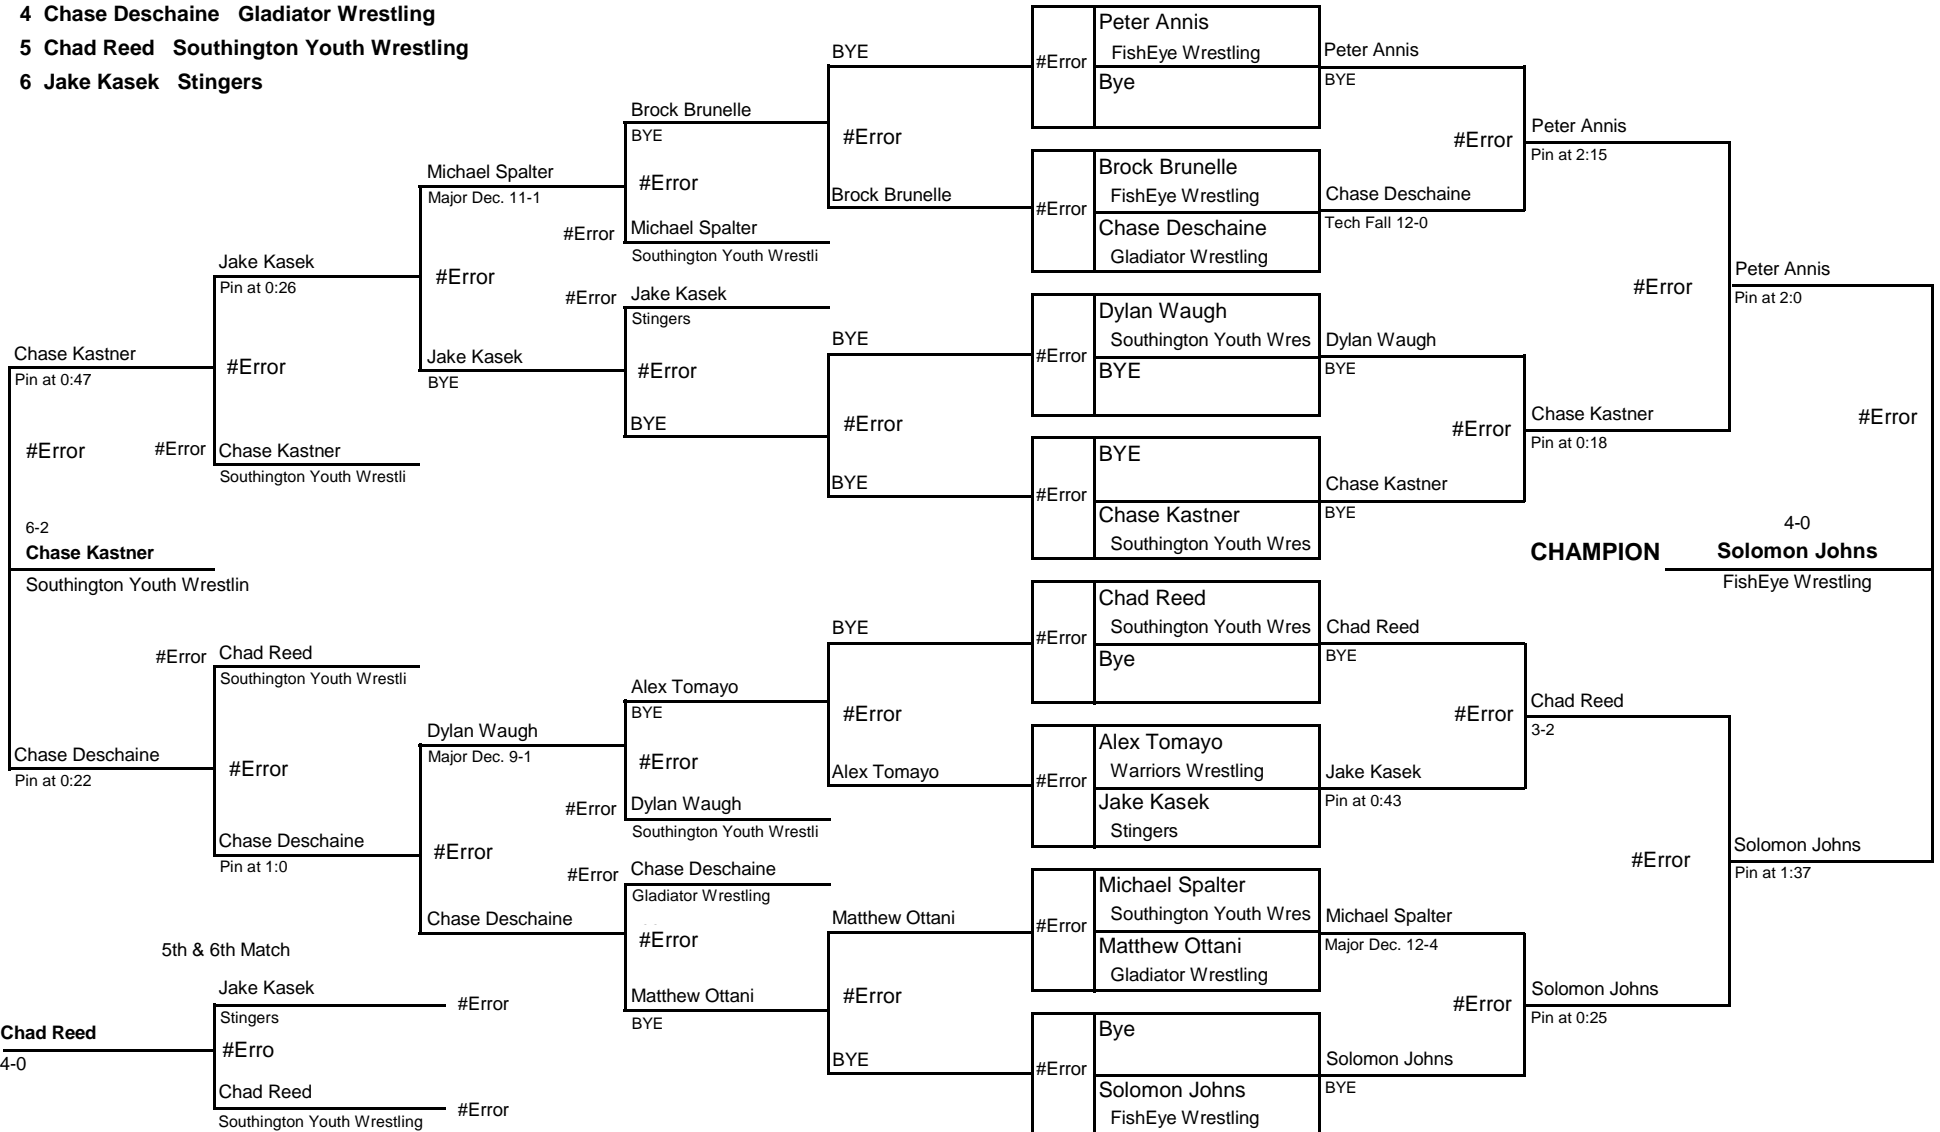 4 Chase Deschaine Gladiator Wrestling
5 Chad Reed Southington Youth Wrestling
6 Jake Kasek Stingers
Chase Kastner
Pin at 0:47
#Error
6-2
Chase Kastner
Southington Youth Wrestlin
Chase Deschaine
Pin at 0:22
5th & 6th Match
Chad Reed
4-0
Jake Kasek
Pin at 0:26
#Error
#Error
Chase Kastner
Southington Youth Wrestli
#Error
Chad Reed
Southington Youth Wrestli
#Error
Chase Deschaine
Pin at 1:0
Jake Kasek
#Error
Stingers
#Erro
Chad Reed
#Error
Southington Youth Wrestling
Michael Spalter
Major Dec. 11-1
#Error
Jake Kasek
BYE
Dylan Waugh
Major Dec. 9-1
#Error
Chase Deschaine
Brock Brunelle
BYE
#Error
#Error
Michael Spalter
Southington Youth Wrestli
#Error
Jake Kasek
Stingers
#Error
BYE
Alex Tomayo
BYE
#Error
#Error
Dylan Waugh
Southington Youth Wrestli
#Error
Chase Deschaine
Gladiator Wrestling
#Error
Matthew Ottani
BYE
BYE
#Error
Brock Brunelle
BYE
#Error
BYE
BYE
#Error
Alex Tomayo
Matthew Ottani
#Error
BYE
Peter Annis
FishEye Wrestling
#Error
Bye
Brock Brunelle
FishEye Wrestling
#Error
Chase Deschaine
Gladiator Wrestling
Dylan Waugh
Southington Youth Wres
#Error
BYE
BYE
#Error
Chase Kastner
Southington Youth Wres
Chad Reed
Southington Youth Wres
#Error
Bye
Alex Tomayo
Warriors Wrestling
#Error
Jake Kasek
Stingers
Michael Spalter
Southington Youth Wres
#Error
Matthew Ottani
Gladiator Wrestling
Bye
#Error
Solomon Johns
FishEye Wrestling
Peter Annis
BYE
#Error
Chase Deschaine
Tech Fall 12-0
Dylan Waugh
BYE
#Error
Chase Kastner
BYE
Chad Reed
BYE
#Error
Jake Kasek
Pin at 0:43
Michael Spalter
Major Dec. 12-4
#Error
Solomon Johns
BYE
Peter Annis
Pin at 2:15
#Error
Chase Kastner
Pin at 0:18
Chad Reed
3-2
#Error
Solomon Johns
Pin at 0:25
Peter Annis
Pin at 2:0
#Error
4-0
CHAMPION Solomon Johns
FishEye Wrestling
Solomon Johns
Pin at 1:37